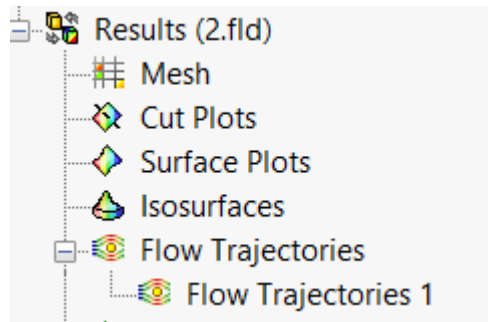 Results (2.fld)
Mesh
Cut Plots
Surface Plots
Isosurfaces
Flow Trajectories
Flow Trajectories 1